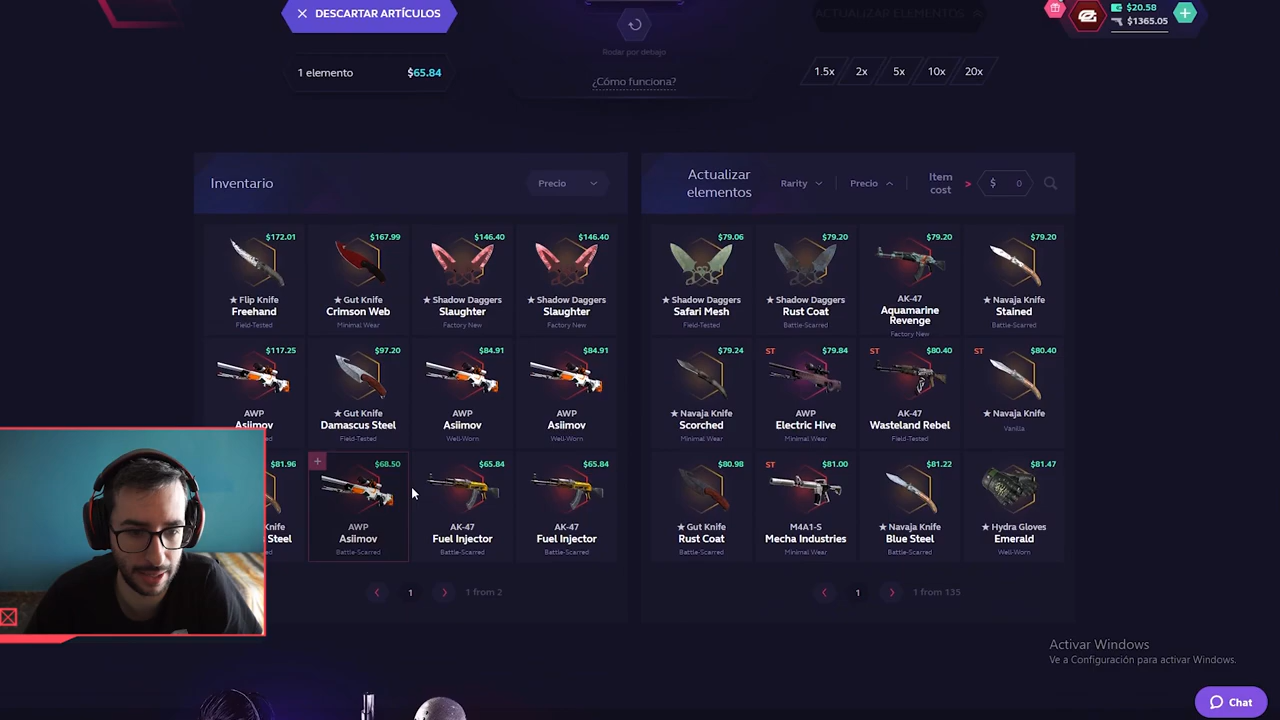 DESCARTAR ARTÍCULOS
ACTUALIZAR ELEMENTOS
$20.58
$1365.05
1 elemento $65.84
Rodar por debajo
¿Cómo funciona?
1.5x 2x 5x 10x 20x
Inventario
Precio
Actualizar
elementos
Rarity
Precio
Item
cost
> $ 0
$172.01 $167.99 $146.40 $146.40
★ Flip Knife ★ Gut Knife ★ Shadow Daggers ★ Shadow Daggers
Freehand Crimson Web Slaughter Slaughter
Field-Tested Minimal Wear Factory New Factory New
$117.25 $97.20 $84.91 $84.91
AWP ★ Gut Knife AWP AWP
Asiimov Damascus Steel Asiimov Asiimov
Field-Tested Well-Worn Well-Worn
$81.96 + $68.50 $65.84 $65.84
AWP AK-47 AK-47
Steel Asiimov Fuel Injector Fuel Injector
Battle-Scarred Battle-Scarred Battle-Scarred
1 1 from 2
$79.06 $79.20 $79.20 $79.20
★ Shadow Daggers ★ Shadow Daggers AK-47 ★ Navaja Knife
Safari Mesh Rust Coat Aquamarine Stained
Revenge
Field-Tested Battle-Scarred Factory New Battle-Scarred
$79.24 ST $79.84 ST $80.40 ST $80.40
★ Navaja Knife AWP AK-47 ★ Navaja Knife
Scorched Electric Hive Wasteland Rebel Vanilla
Minimal Wear Minimal Wear Field-Tested
$80.98 ST $81.00 $81.22 $81.47
★ Gut Knife M4A1-S ★ Navaja Knife ★ Hydra Gloves
Rust Coat Mecha Industries Blue Steel Emerald
Battle-Scarred Minimal Wear Battle-Scarred Well-Worn
1 1 from 135
Activar Windows
Ve a Configuración para activar Windows.
Chat